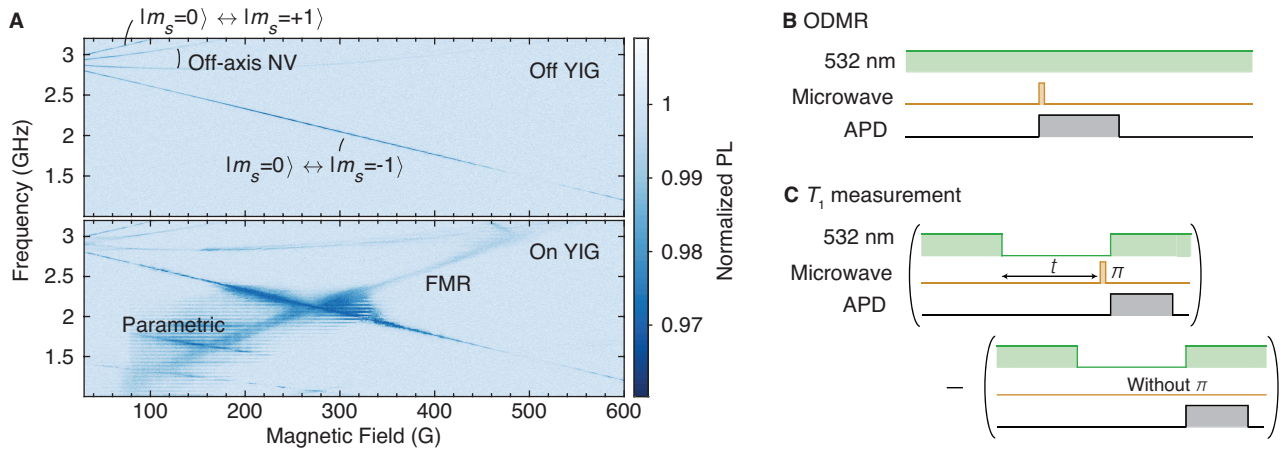 A
|mₛ=0⟩ ↔ |mₛ=+1⟩
Off-axis NV
Off YIG
|mₛ=0⟩ ↔ |mₛ=-1⟩
3
2.5
2
1.5
On YIG
FMR
Parametric
3
2.5
2
1.5
Frequency (GHz)
100 200 300 400 500 600
Magnetic Field (G)
1
0.99
0.98
0.97
Normalized PL
B ODMR
532 nm
Microwave
APD
C T₁ measurement
532 nm
Microwave
t π
APD
−
Without π